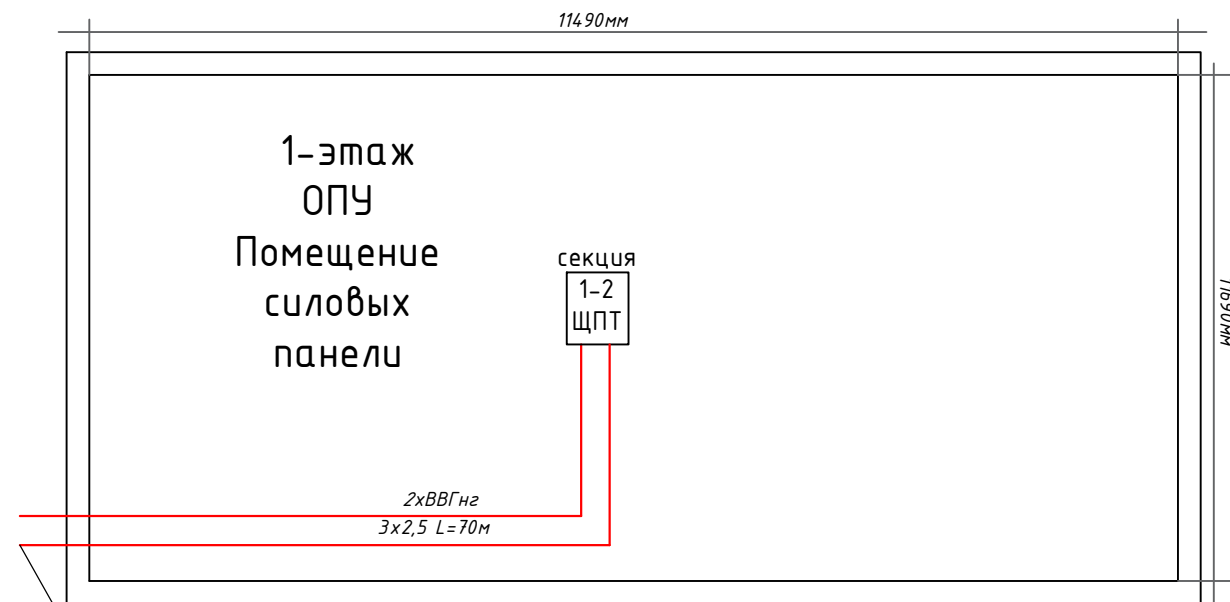 11490мм
1-этаж
ОПУ
Помещение
силовых
панели
секция
1-2
ЩПТ
2хВВГнг
3х2,5 L=70м